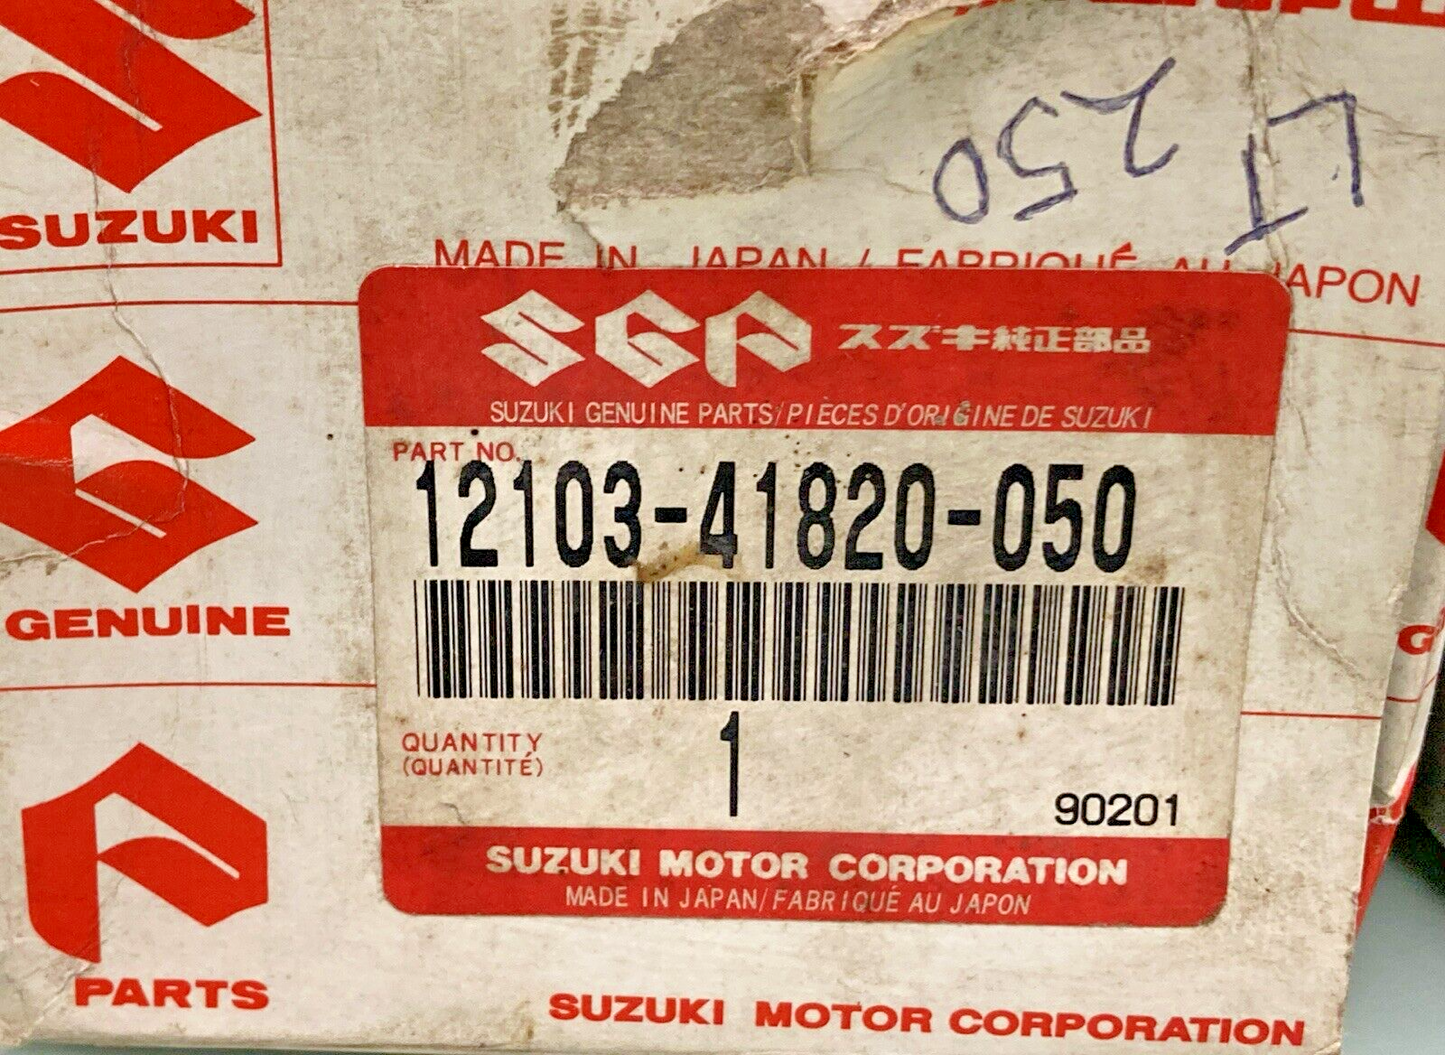 LT
250
SUZUKI
MADE IN JAPAN / FABRIQUÉ AU JAPON
SGP スズキ純正部品
SUZUKI GENUINE PARTS/PIÈCES D'ORIGINE DE SUZUKI
PART NO.
12103-41820-050
GENUINE
QUANTITY
(QUANTITÉ)
1
90201
SUZUKI MOTOR CORPORATION
MADE IN JAPAN/FABRIQUÉ AU JAPON
PARTS
SUZUKI MOTOR CORPORATION
G